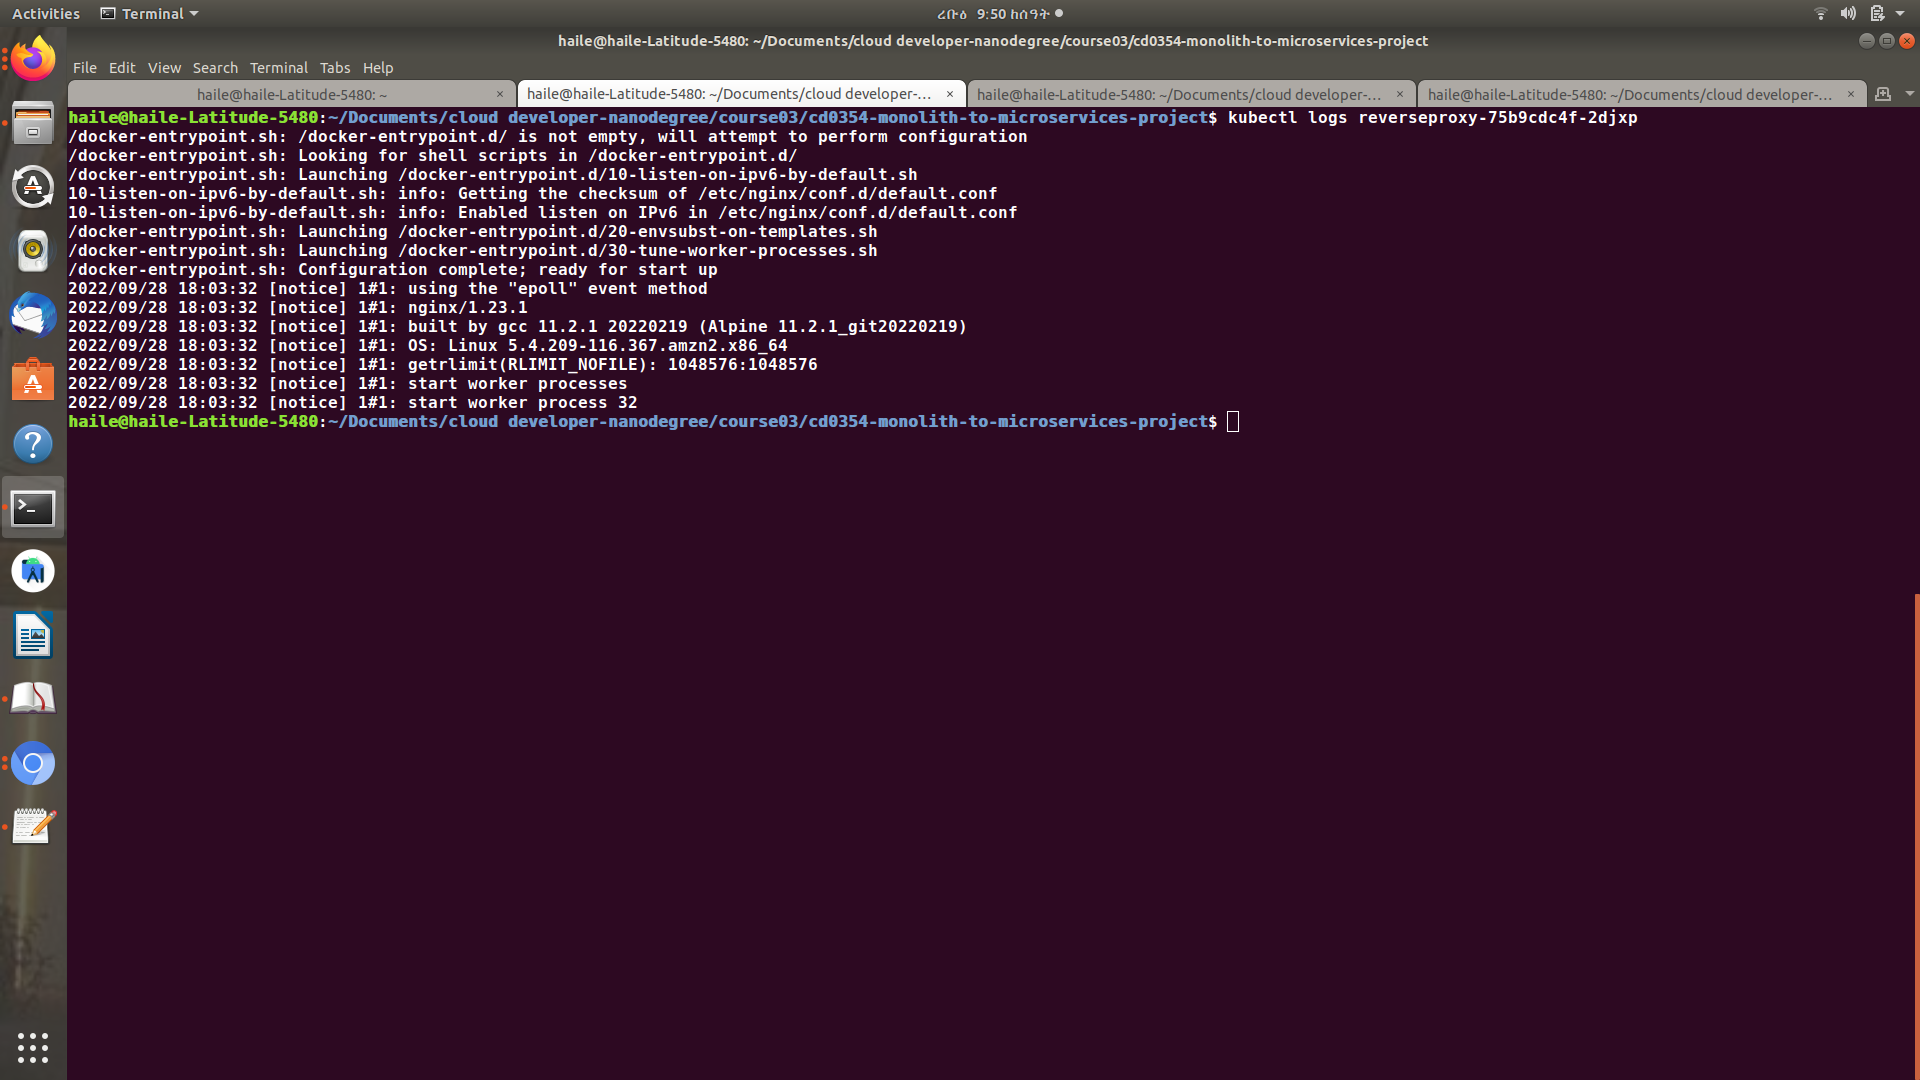 Activities Terminal ረቡዕ 9:50 ከሰዓት
haile@haile-Latitude-5480: ~/Documents/cloud developer-nanodegree/course03/cd0354-monolith-to-microservices-project
File Edit View Search Terminal Tabs Help
haile@haile-Latitude-5480: ~ × haile@haile-Latitude-5480: ~/Documents/cloud developer-... × haile@haile-Latitude-5480: ~/Documents/cloud developer-... × haile@haile-Latitude-5480: ~/Documents/cloud developer-... ×
haile@haile-Latitude-5480:~/Documents/cloud developer-nanodegree/course03/cd0354-monolith-to-microservices-project$ kubectl logs reverseproxy-75b9cdc4f-2djxp
/docker-entrypoint.sh: /docker-entrypoint.d/ is not empty, will attempt to perform configuration
/docker-entrypoint.sh: Looking for shell scripts in /docker-entrypoint.d/
/docker-entrypoint.sh: Launching /docker-entrypoint.d/10-listen-on-ipv6-by-default.sh
10-listen-on-ipv6-by-default.sh: info: Getting the checksum of /etc/nginx/conf.d/default.conf
10-listen-on-ipv6-by-default.sh: info: Enabled listen on IPv6 in /etc/nginx/conf.d/default.conf
/docker-entrypoint.sh: Launching /docker-entrypoint.d/20-envsubst-on-templates.sh
/docker-entrypoint.sh: Launching /docker-entrypoint.d/30-tune-worker-processes.sh
/docker-entrypoint.sh: Configuration complete; ready for start up
2022/09/28 18:03:32 [notice] 1#1: using the "epoll" event method
2022/09/28 18:03:32 [notice] 1#1: nginx/1.23.1
2022/09/28 18:03:32 [notice] 1#1: built by gcc 11.2.1 20220219 (Alpine 11.2.1_git20220219)
2022/09/28 18:03:32 [notice] 1#1: OS: Linux 5.4.209-116.367.amzn2.x86_64
2022/09/28 18:03:32 [notice] 1#1: getrlimit(RLIMIT_NOFILE): 1048576:1048576
2022/09/28 18:03:32 [notice] 1#1: start worker processes
2022/09/28 18:03:32 [notice] 1#1: start worker process 32
haile@haile-Latitude-5480:~/Documents/cloud developer-nanodegree/course03/cd0354-monolith-to-microservices-project$